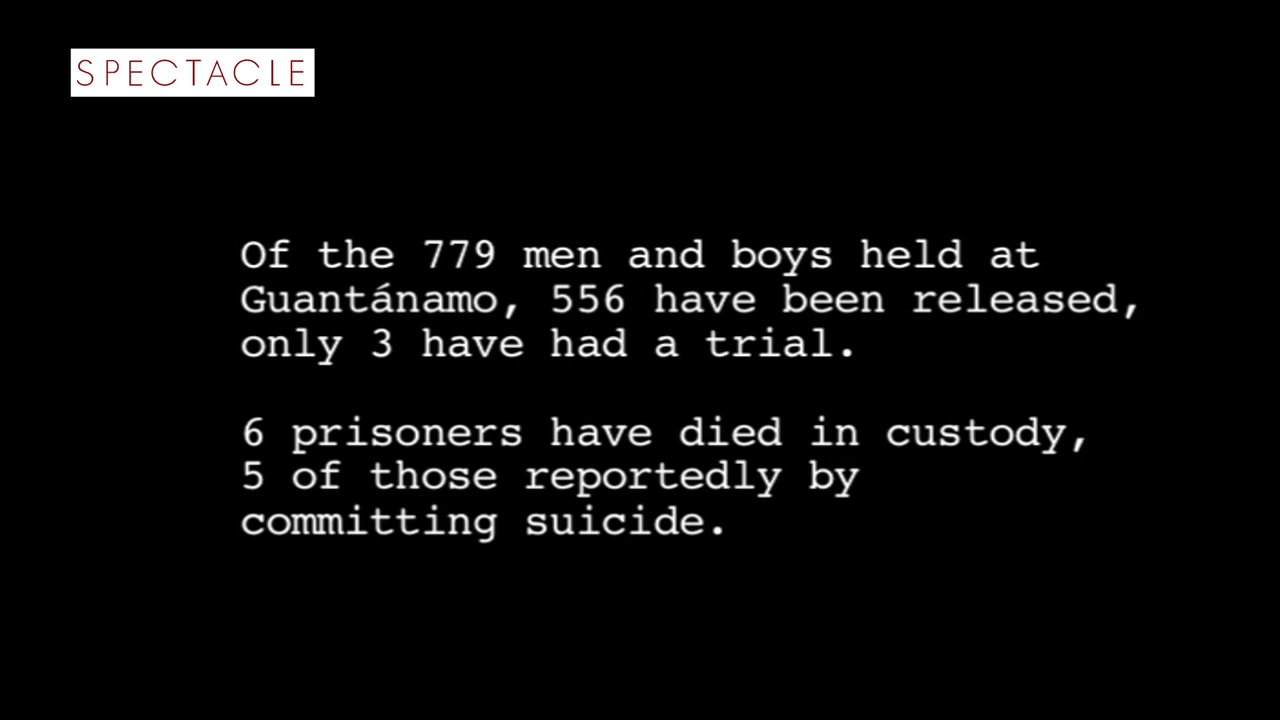 SPECTACLE
Of the 779 men and boys held at
Guantánamo, 556 have been released,
only 3 have had a trial.
6 prisoners have died in custody,
5 of those reportedly by
committing suicide.